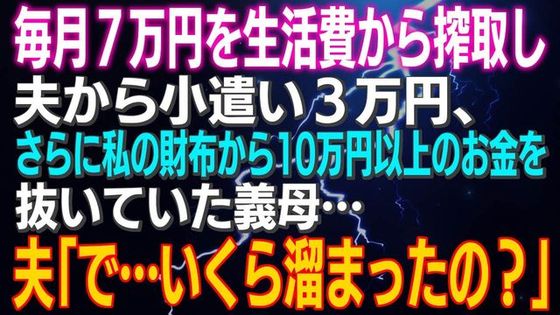 毎月７万円を生活費から搾取し
夫から小遣い３万円、
さらに私の財布から10万円以上のお金を
抜いていた義母…
夫「で…いくら溜まったの？」